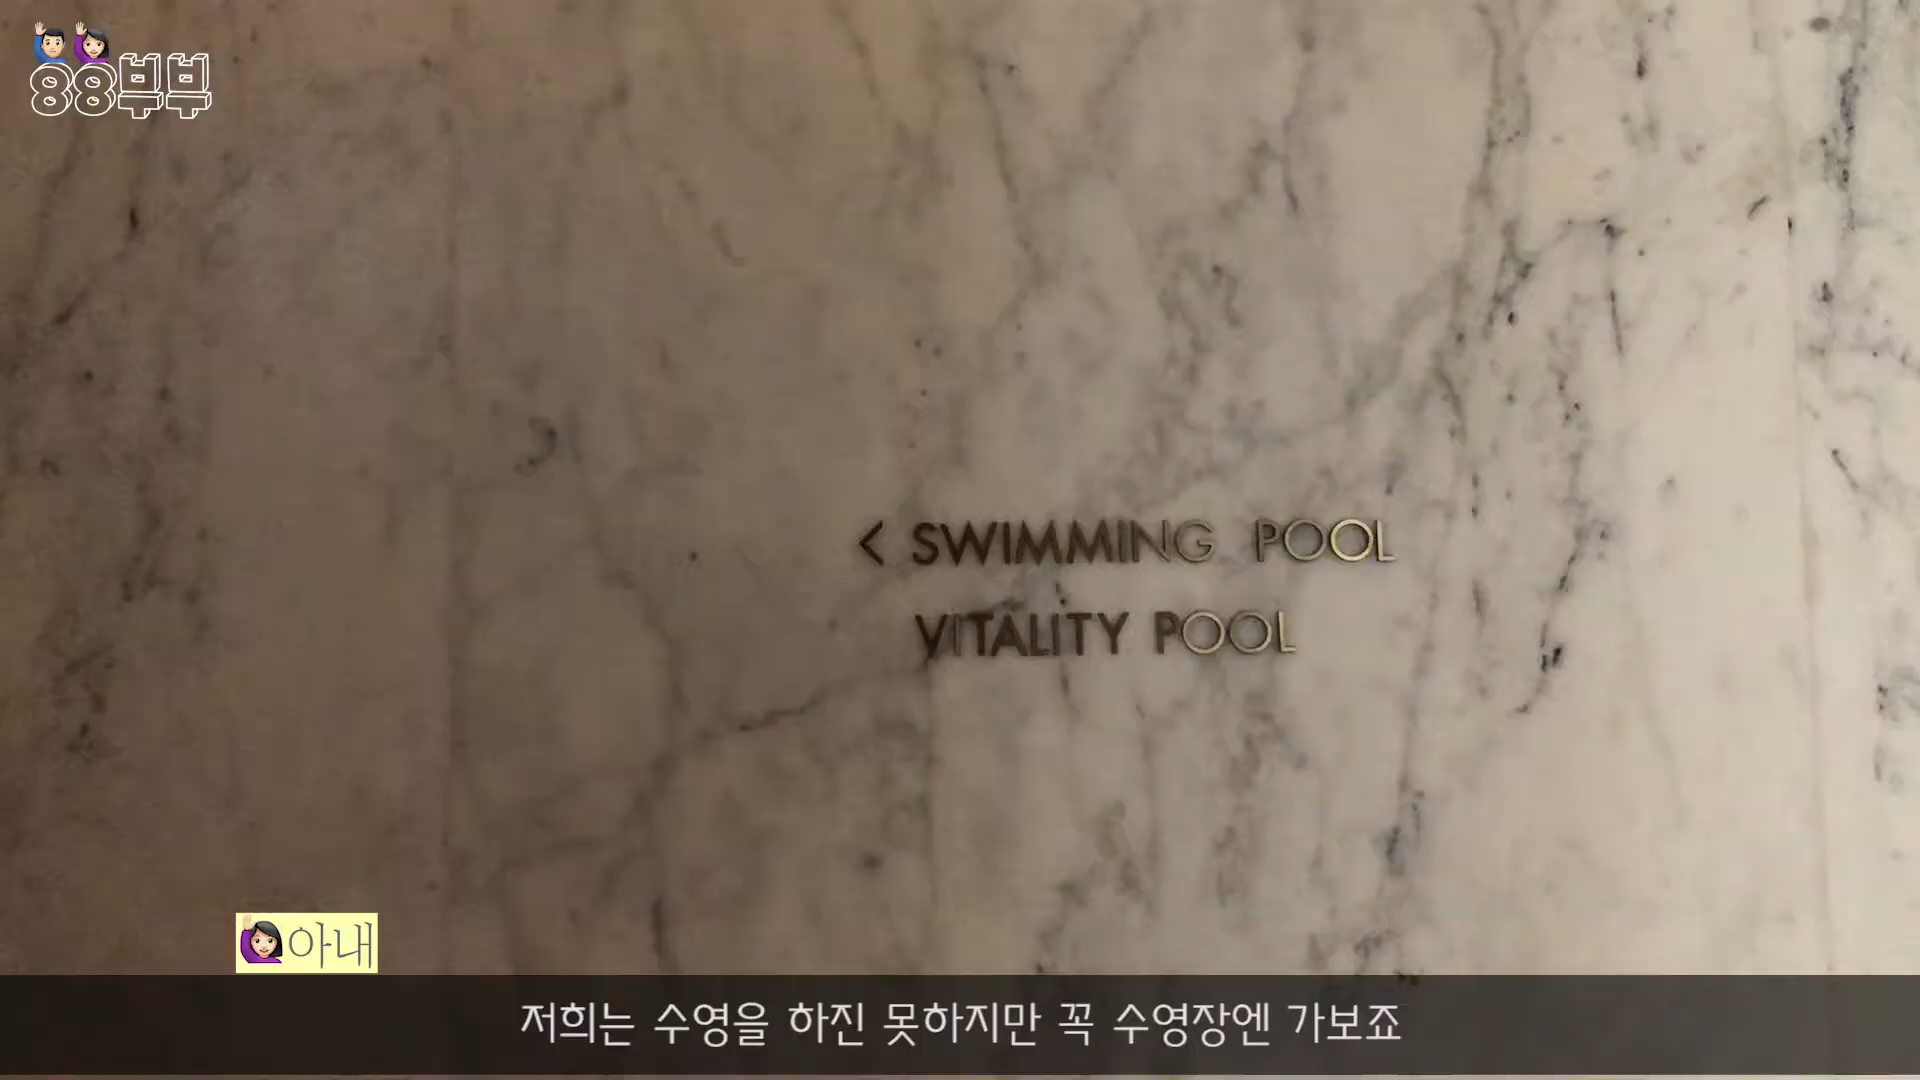 88부부
< SWIMMING POOL
VITALITY POOL
아내
저희는 수영을 하진 못하지만 꼭 수영장엔 가보죠